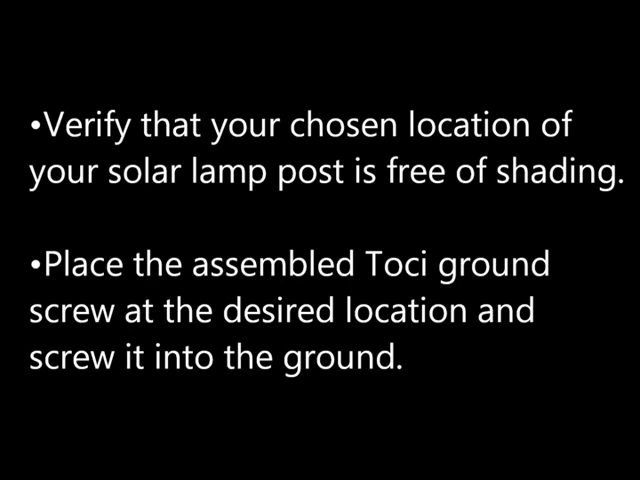 •Verify that your chosen location of
your solar lamp post is free of shading.
•Place the assembled Toci ground
screw at the desired location and
screw it into the ground.